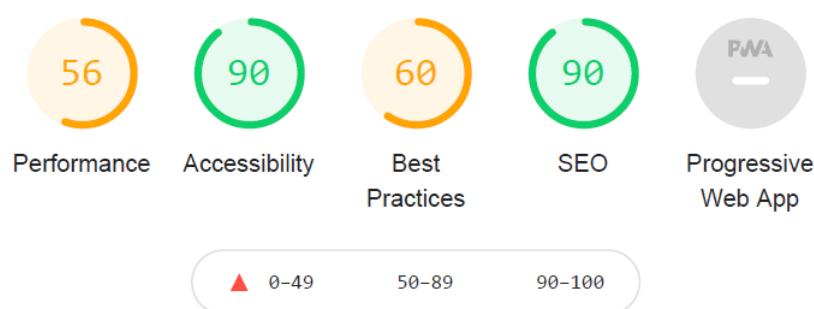 56 90 60 90 PWA
Performance Accessibility Best Practices SEO Progressive Web App
0–49 50–89 90–100